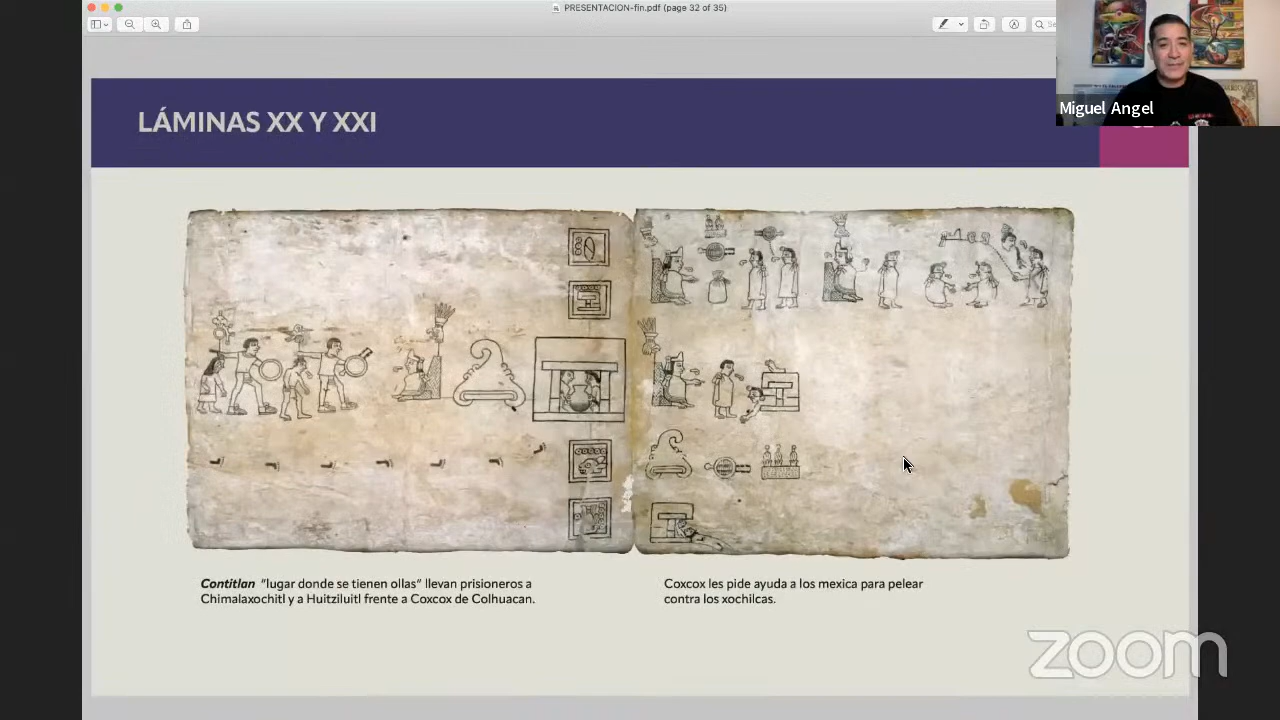 PRESENTACION-fin.pdf (page 32 of 35)
Miguel Angel
LÁMINAS XX Y XXI
Contitlan “lugar donde se tienen ollas” llevan prisioneros a
Chimalaxochitl y a Huitziluitl frente a Coxcox de Colhuacan.
Coxcox les pide ayuda a los mexica para pelear
contra los xochilcas.
zoom